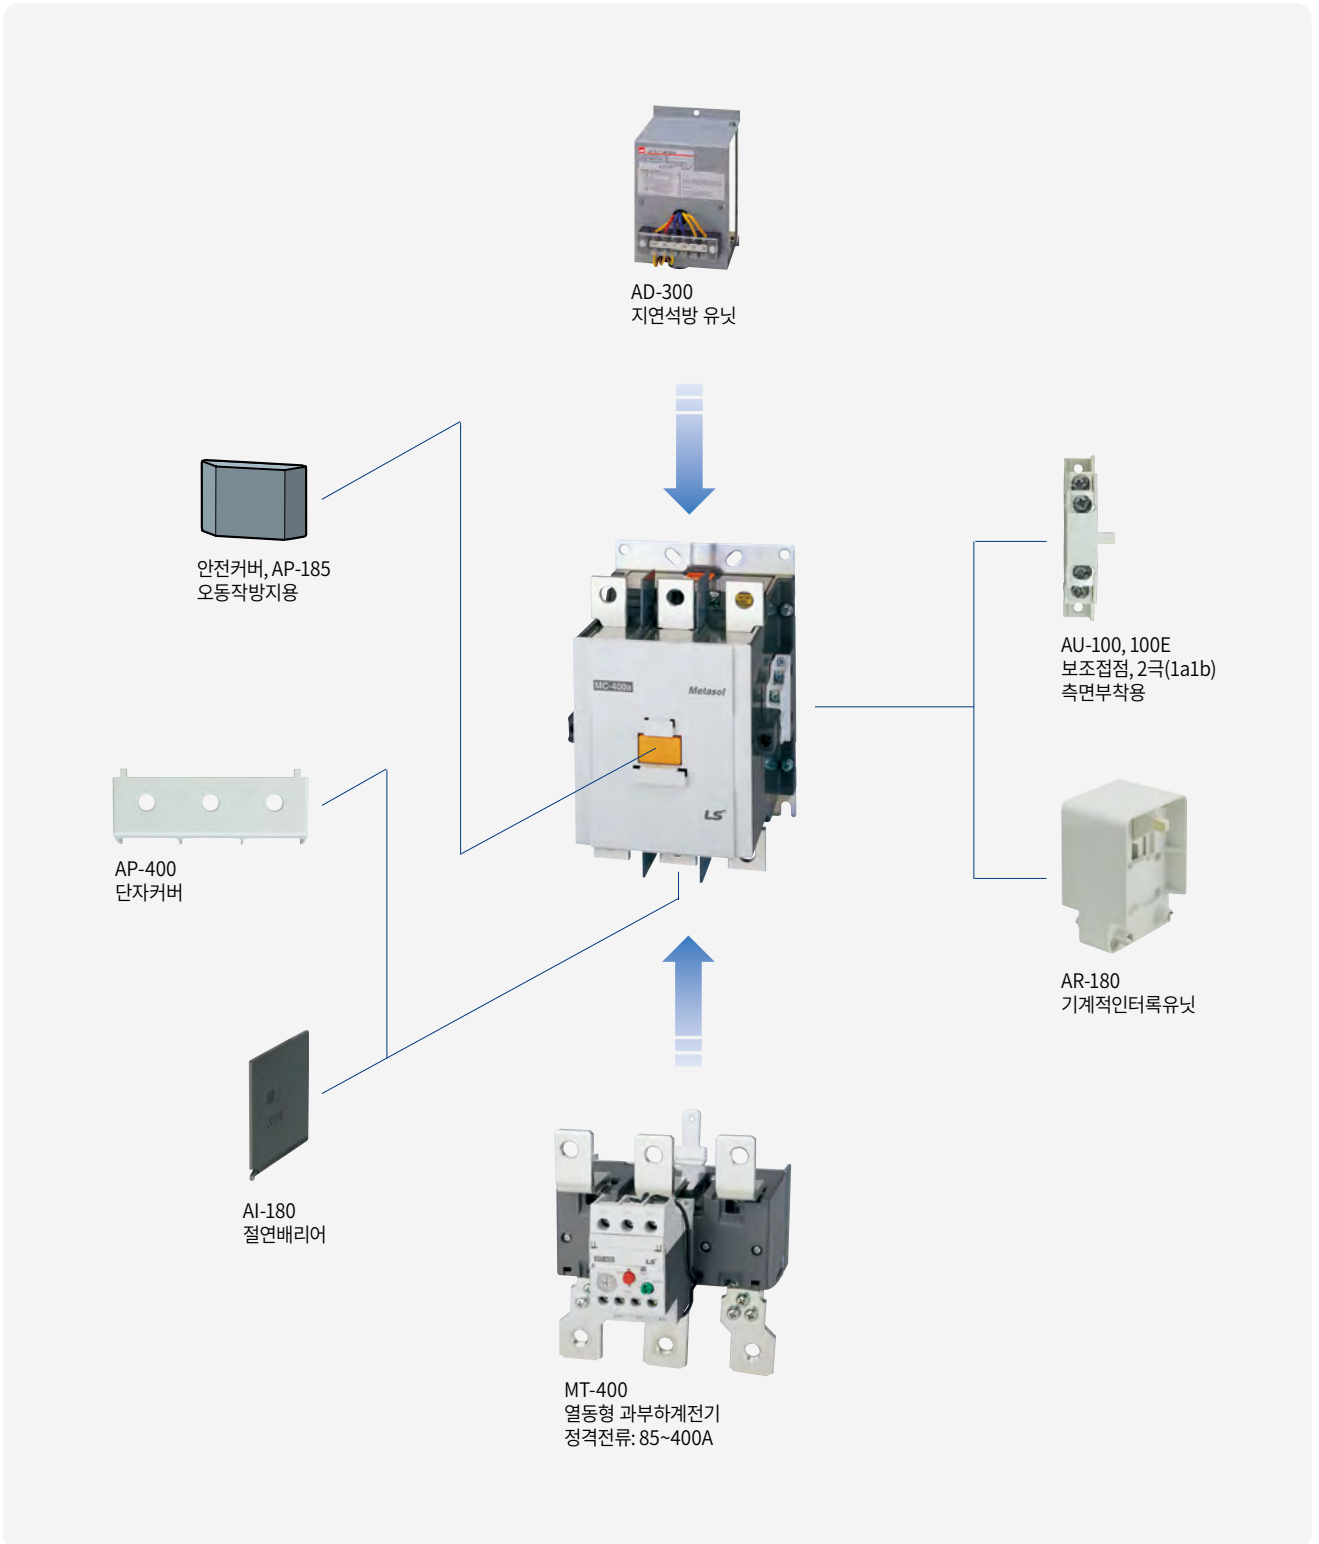 AD-300
지연석방 유닛
안전커버, AP-185
오동작방지용
AU-100, 100E
보조접점, 2극(1a1b)
측면부착용
MC-400a
Metasol
LS
AP-400
단자커버
AR-180
기계적인터록유닛
AI-180
절연배리어
MT-400
LS
MT-400
열동형 과부하계전기
정격전류: 85~400A